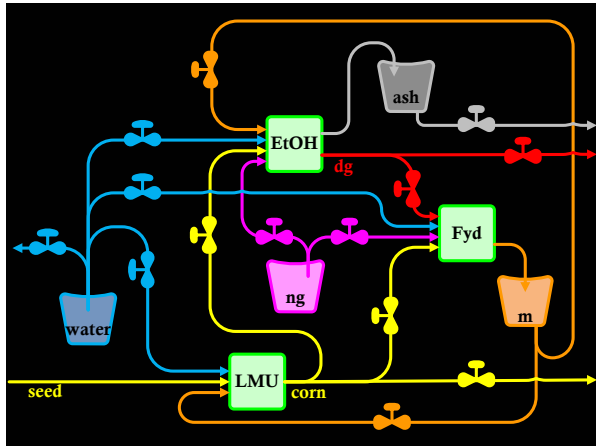 ash
EtOH
dg
Fyd
ng
water
m
seed
LMU
corn